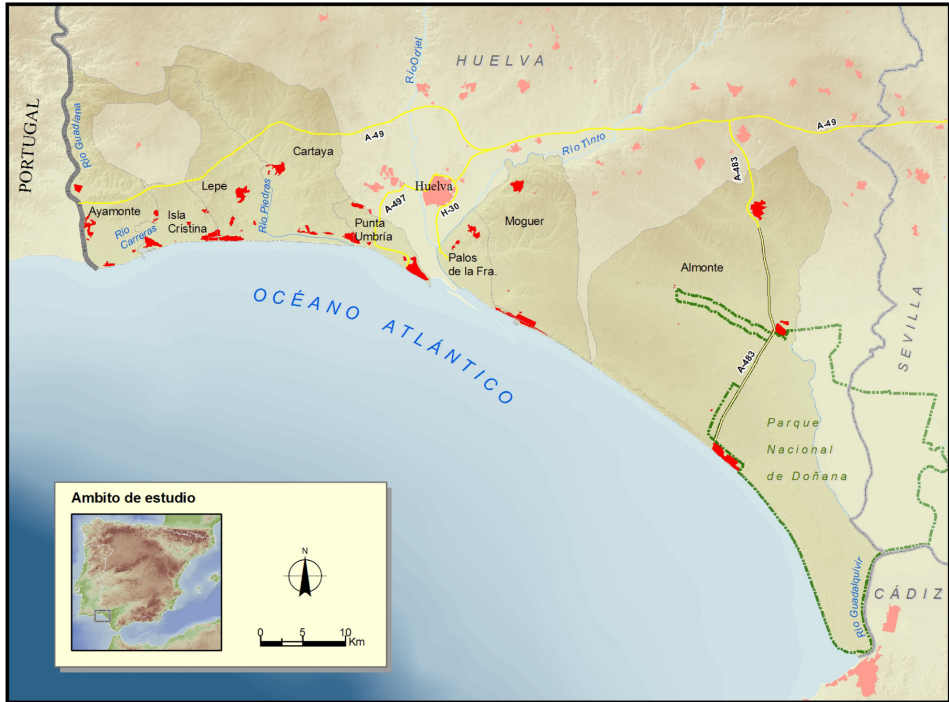 HUELVA
Río Odiel
PORTUGAL
Río Guadiana
A-49
A-49
Río Tinto
Cartaya
A-483
Lepe
Huelva
Río Piedras
A-497
H-30
Ayamonte
Isla
Cristina
Río
Carreras
Punta
Umbría
Moguer
Palos
de la Fra.
Almonte
OCÉANO ATLÁNTICO
SEVILLA
A-483
Parque
Nacional
de Doñana
Río Guadalquivir
CÁDIZ
Ambito de estudio
N
0 5 10
Km